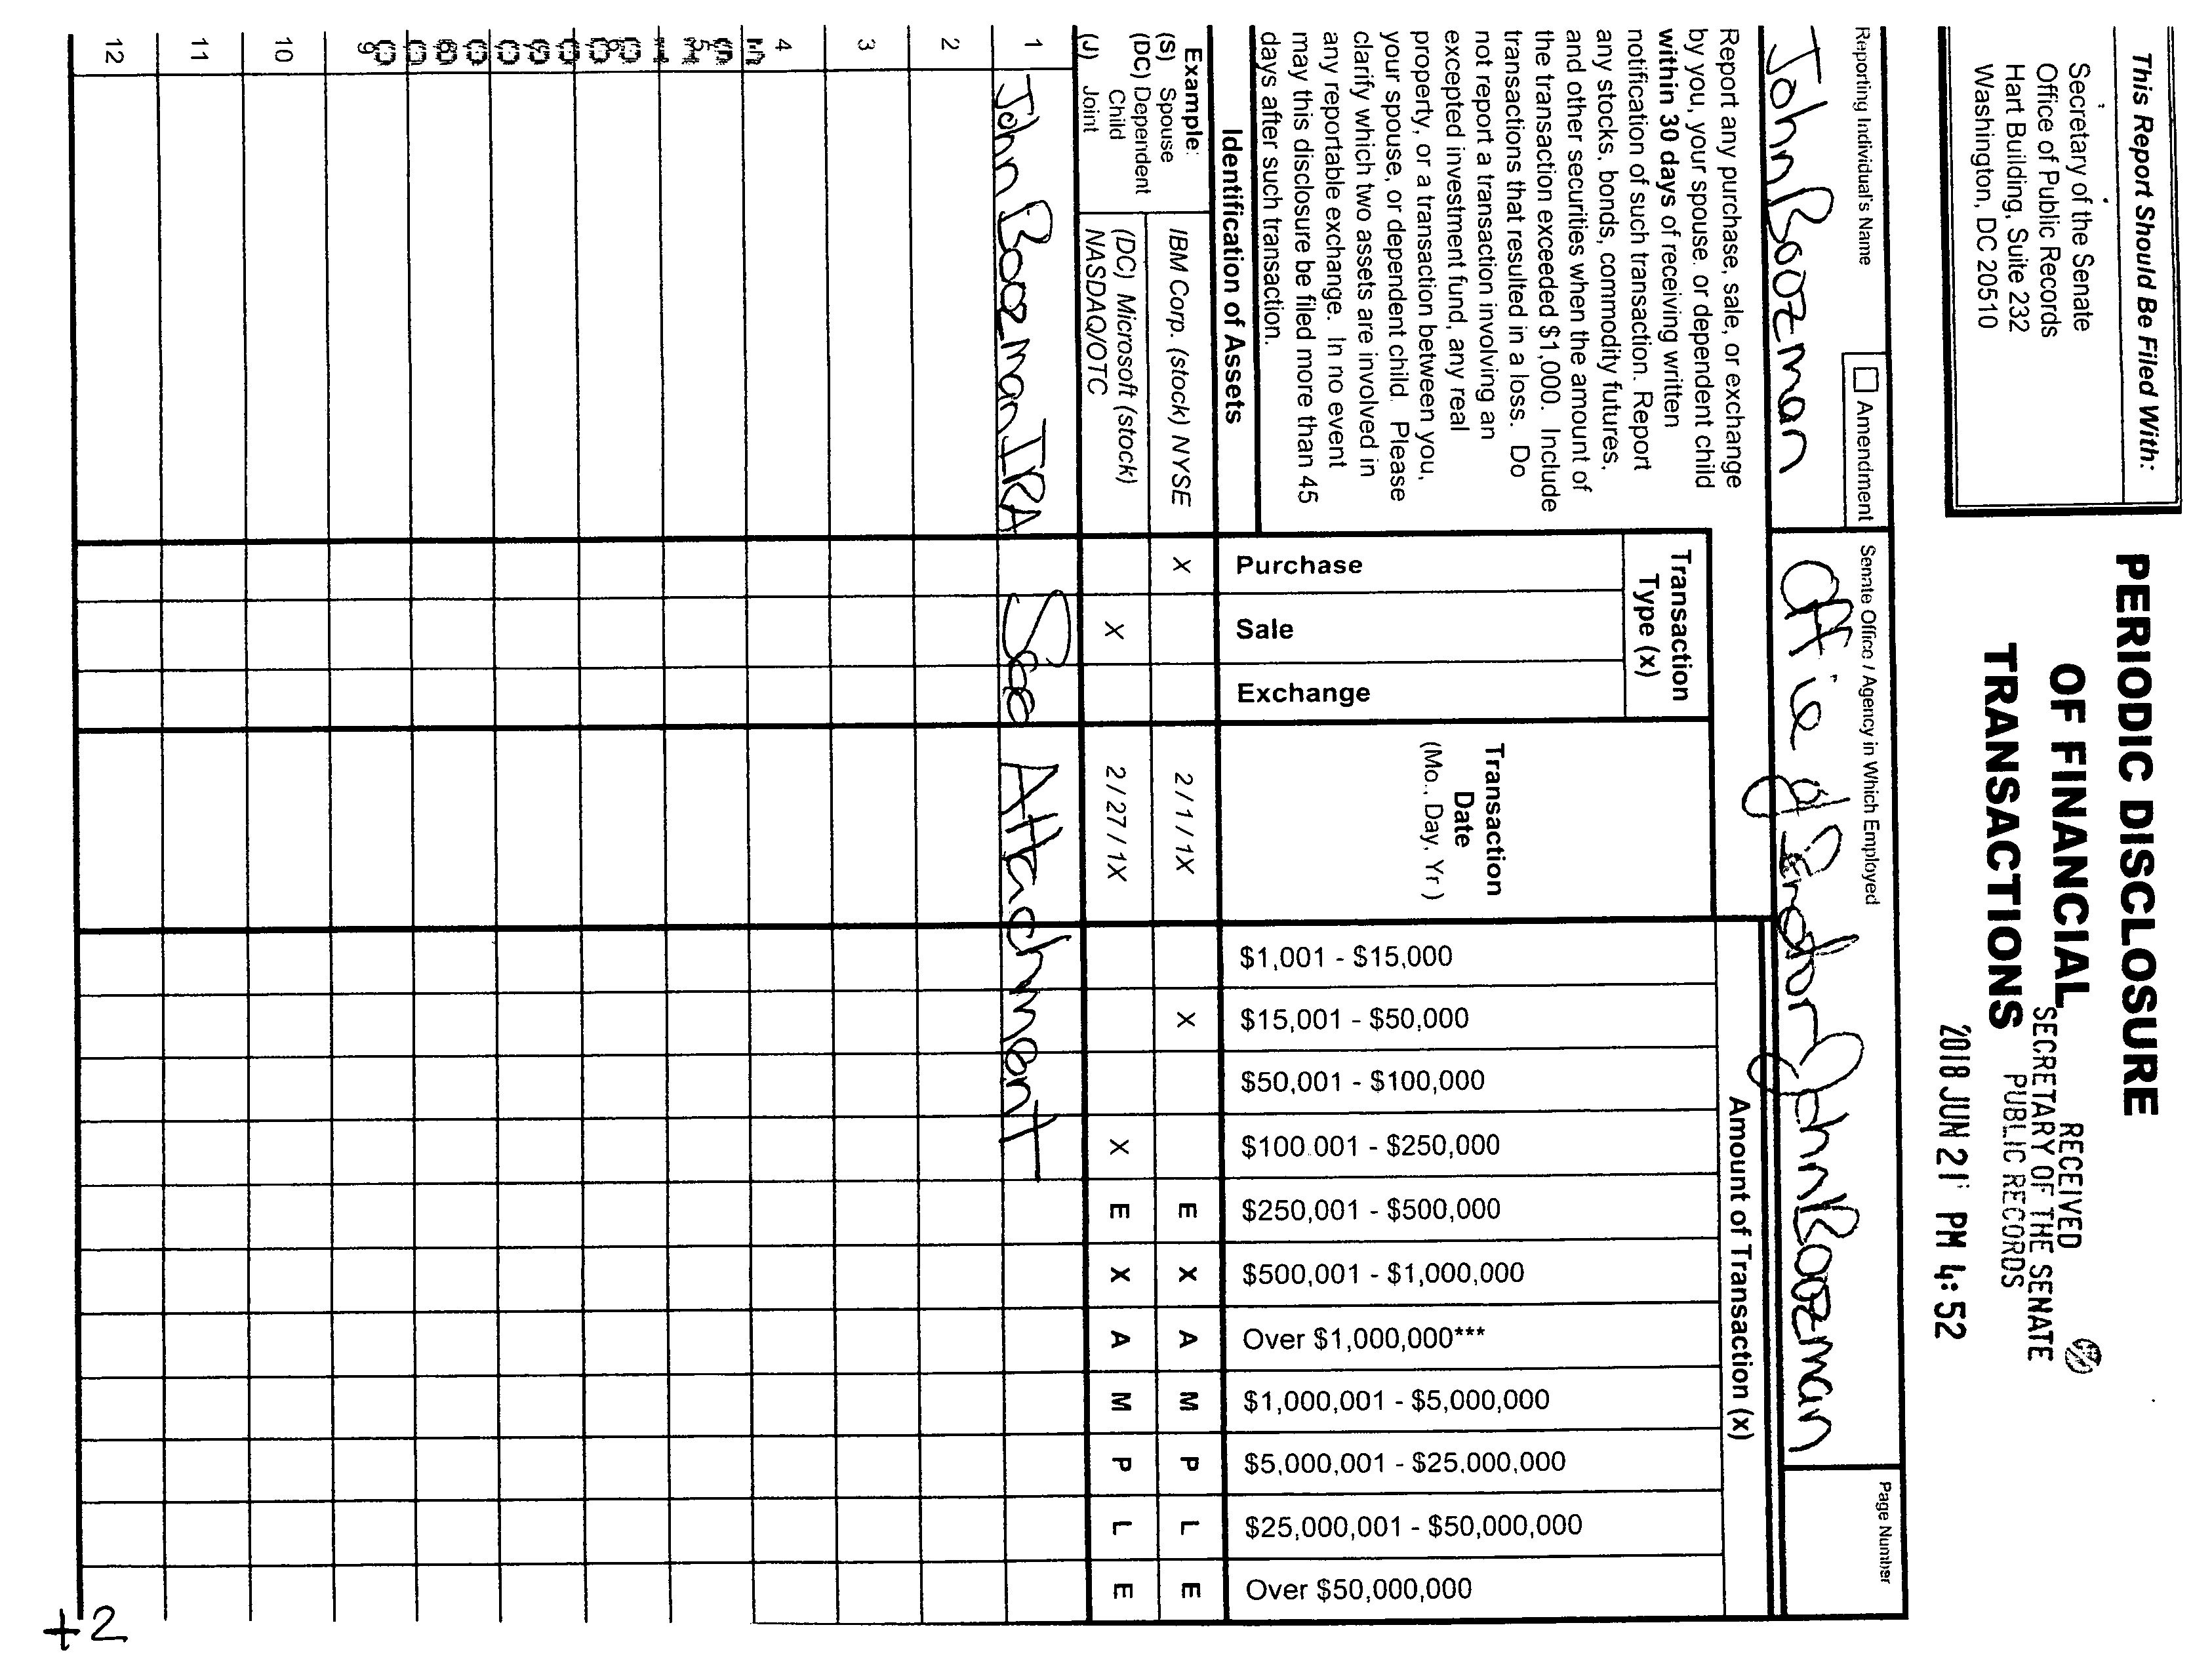 This Report Should Be Filed With:
Secretary of the Senate
Office of Public Records
Hart Building, Suite 232
Washington, DC 20510
PERIODIC DISCLOSURE
OF FINANCIAL
TRANSACTIONS
RECEIVED
SECRETARY OF THE SENATE
PUBLIC RECORDS
2018 JUN 21 PM 4:52
Reporting Individual's Name
John Boozman
Amendment
Senate Office / Agency in Which Employed
Office of Senator John Boozman
Page Number
Report any purchase, sale, or exchange
by you, your spouse, or dependent child
within 30 days of receiving written
notification of such transaction. Report
any stocks, bonds, commodity futures,
and other securities when the amount of
the transaction exceeded $1,000. Include
transactions that resulted in a loss. Do
not report a transaction involving an
excepted investment fund, any real
property, or a transaction between you,
your spouse, or dependent child. Please
clarify which two assets are involved in
any reportable exchange. In no event
may this disclosure be filed more than 45
days after such transaction.
Identification of Assets
Transaction
Type (x)
Purchase
Sale
Exchange
Transaction
Date
(Mo., Day, Yr )
Amount of Transaction (x)
$1,001 - $15,000
$15,001 - $50,000
$50,001 - $100,000
$100.001 - $250,000
$250,001 - $500,000
$500,001 - $1,000,000
Over $1,000,000***
$1,000,001 - $5,000,000
$5,000,001 - $25,000,000
$25,000,001 - $50,000,000
Over $50,000,000
Example:
(S) Spouse
(DC) Dependent
Child
(J) Joint
IBM Corp. (stock) NYSE X 2 / 1 / 1X X E X A M P L E
(DC) Microsoft (stock)
NASDAQ/OTC X 2 / 27 / 1X X E X A M P L E
1 John Boozman IRA See Attachment
2
3
4
10
11
12
+2